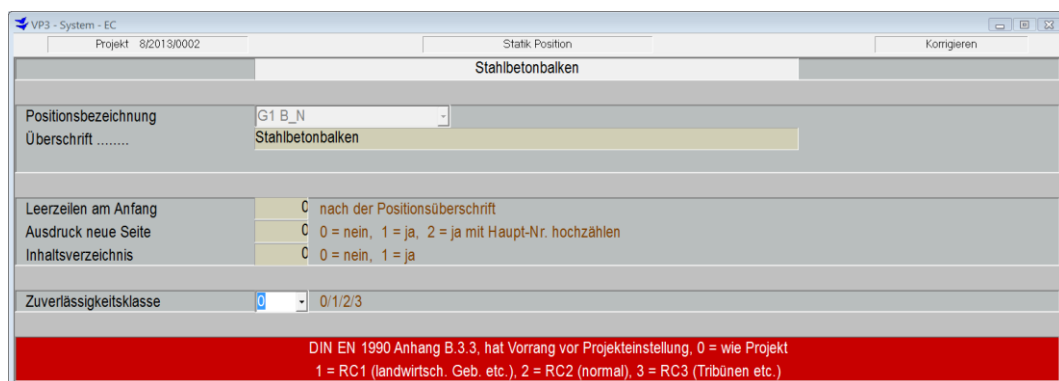 VP3 - System - EC
Projekt 8/2013/0002 Statik Position Korrigieren
Stahlbetonbalken
Positionsbezeichnung G1 B_N
Überschrift ........ Stahlbetonbalken
Leerzeilen am Anfang 0 nach der Positionsüberschrift
Ausdruck neue Seite 0 0 = nein, 1 = ja, 2 = ja mit Haupt-Nr. hochzählen
Inhaltsverzeichnis 0 0 = nein, 1 = ja
Zuverlässigkeitsklasse 0 0/1/2/3
DIN EN 1990 Anhang B.3.3, hat Vorrang vor Projekteinstellung, 0 = wie Projekt
1 = RC1 (landwirtsch. Geb. etc.), 2 = RC2 (normal), 3 = RC3 (Tribünen etc.)